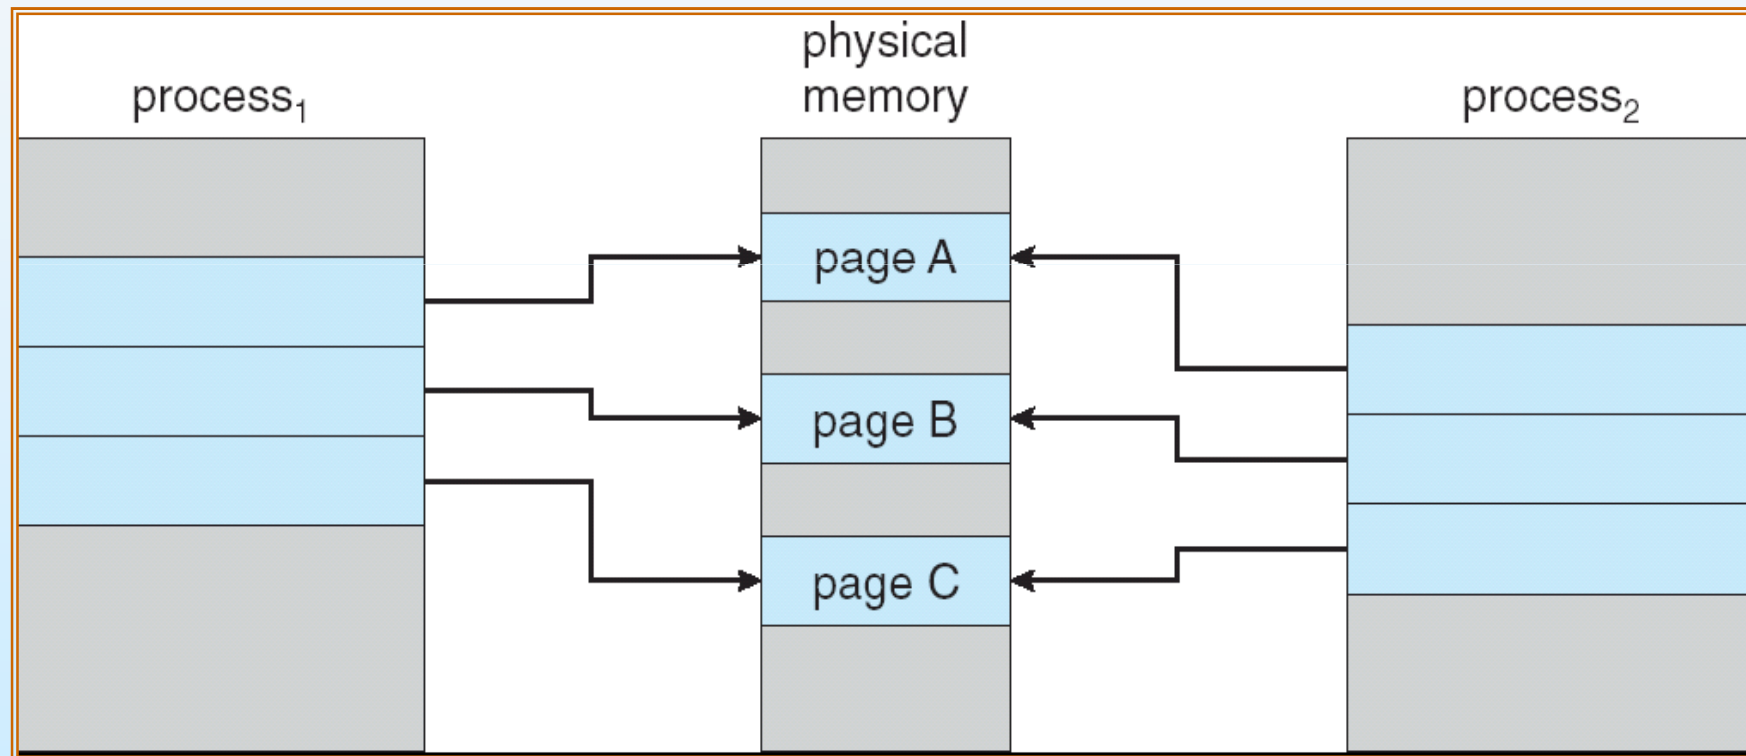 physical
memory
process₁
process₂
page A
page B
page C